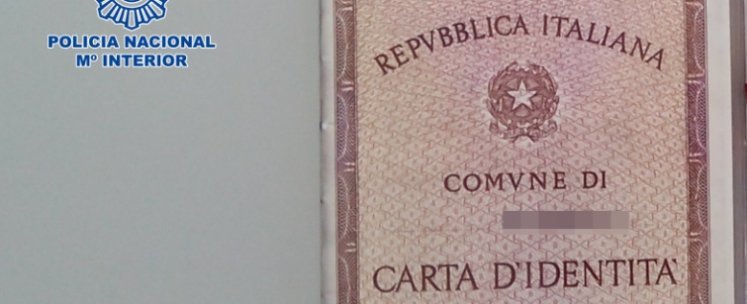 POLICIA NACIONAL
Mº INTERIOR
REPVBBLICA ITALIANA
COMVNE DI
CARTA D'IDENTITA'